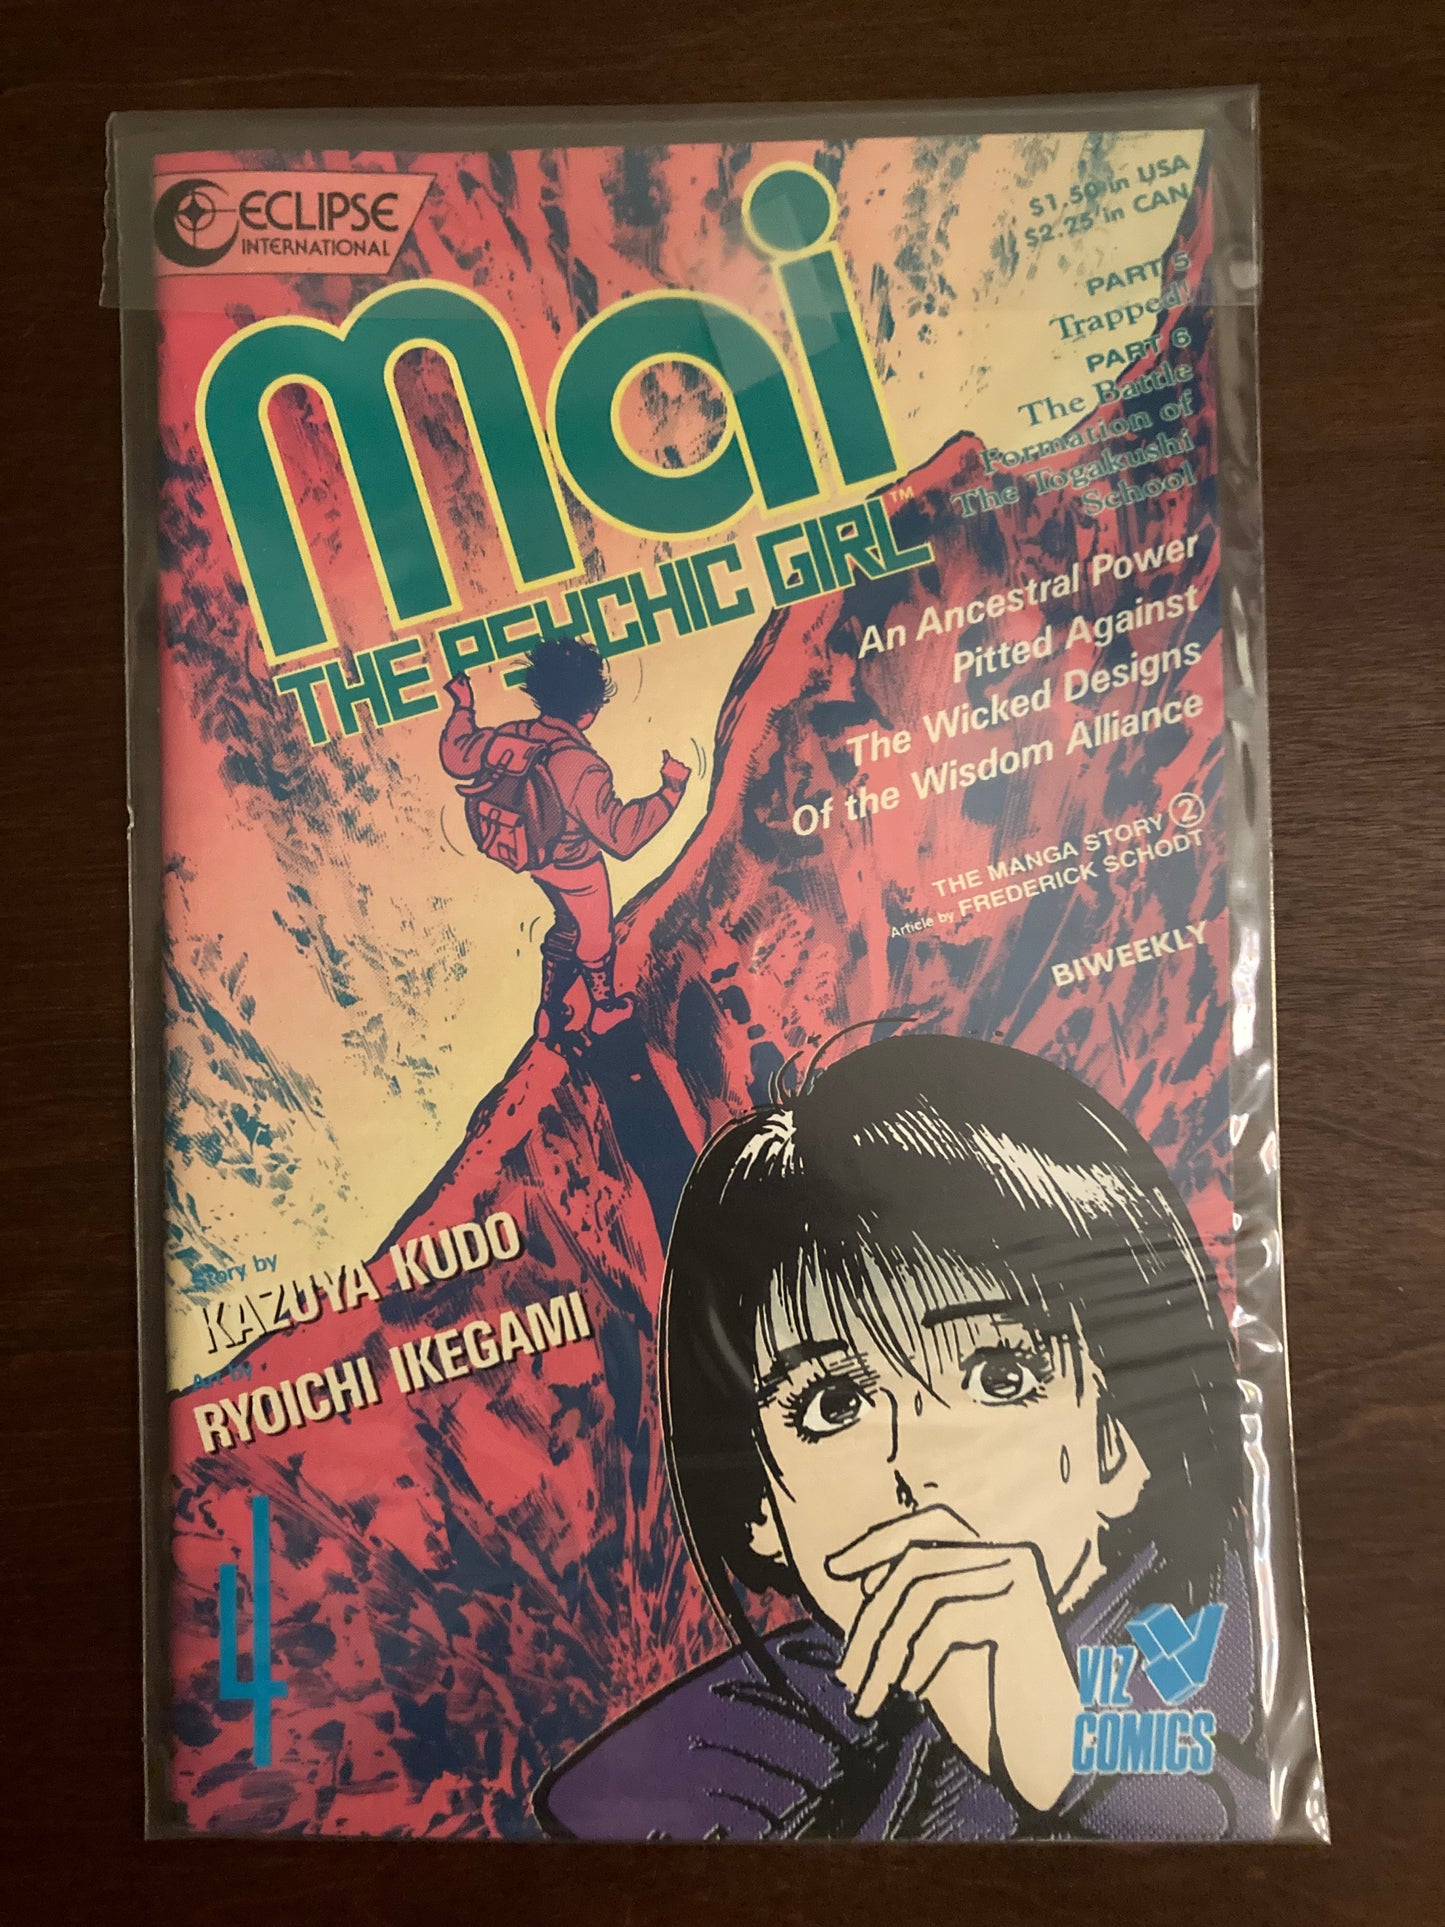 ECLIPSE
INTERNATIONAL
$1.50 in USA
$2.25 in CAN
mai
THE PSYCHIC GIRL™
PART 5
Trapped!
PART 6
The Battle
Formation of
The Togakushi
School
An Ancestral Power
Pitted Against
The Wicked Designs
Of the Wisdom Alliance
THE MANGA STORY ②
Article by FREDERICK SCHODT
BIWEEKLY
Story by
KAZUYA KUDO
Art by
RYOICHI IKEGAMI
4
VIZ
COMICS